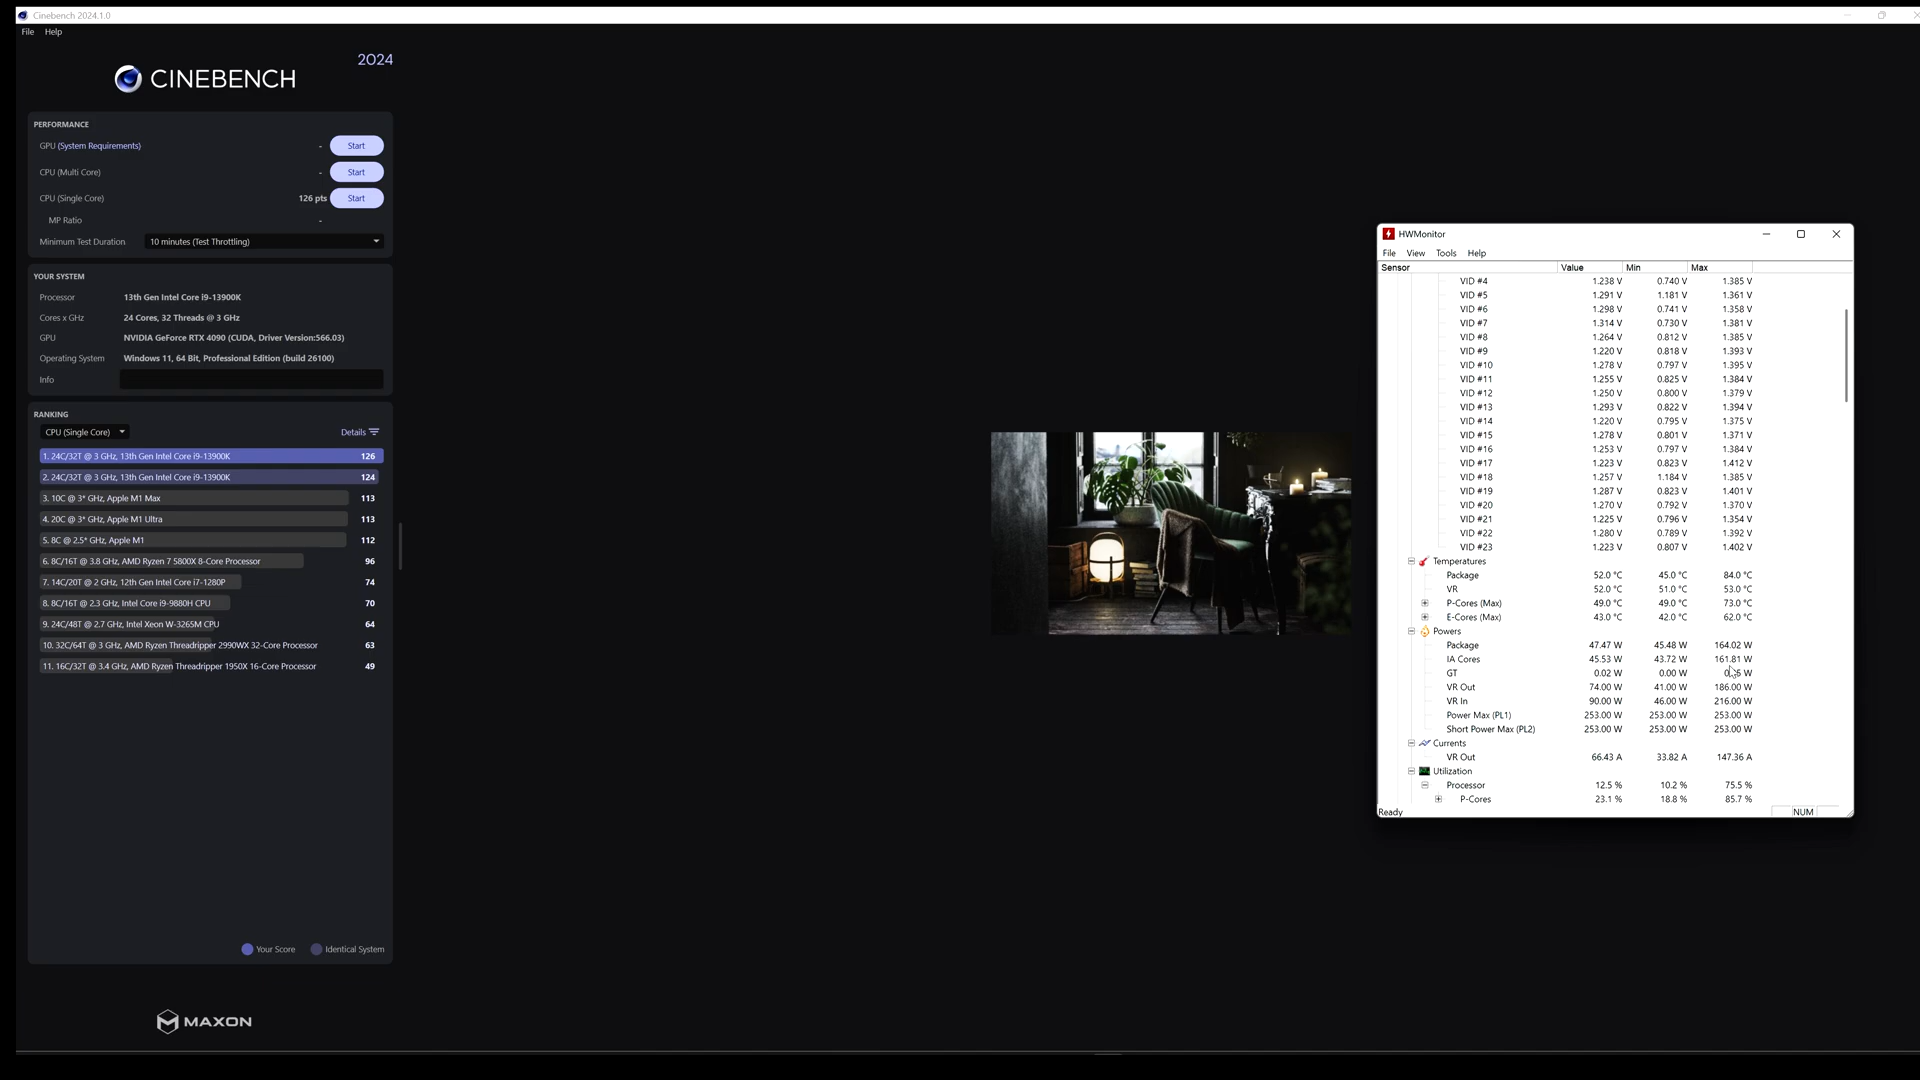 Cinebench 2024.1.0
File Help
2024
CINEBENCH
PERFORMANCE
GPU (System Requirements) - Start
CPU (Multi Core) - Start
CPU (Single Core) 126 pts Start
MP Ratio -
Minimum Test Duration 10 minutes (Test Throttling)
YOUR SYSTEM
Processor 13th Gen Intel Core i9-13900K
Cores x GHz 24 Cores, 32 Threads @ 3 GHz
GPU NVIDIA GeForce RTX 4090 (CUDA, Driver Version:566.03)
Operating System Windows 11, 64 Bit, Professional Edition (build 26100)
Info
RANKING
CPU (Single Core) Details
1. 24C/32T @ 3 GHz, 13th Gen Intel Core i9-13900K 126
2. 24C/32T @ 3 GHz, 13th Gen Intel Core i9-13900K 124
3. 10C @ 3* GHz, Apple M1 Max 113
4. 20C @ 3* GHz, Apple M1 Ultra 113
5. 8C @ 2.5* GHz, Apple M1 112
6. 8C/16T @ 3.8 GHz, AMD Ryzen 7 5800X 8-Core Processor 96
7. 14C/20T @ 2 GHz, 12th Gen Intel Core i7-1280P 74
8. 8C/16T @ 2.3 GHz, Intel Core i9-9880H CPU 70
9. 24C/48T @ 2.7 GHz, Intel Xeon W-3265M CPU 64
10. 32C/64T @ 3 GHz, AMD Ryzen Threadripper 2990WX 32-Core Processor 63
11. 16C/32T @ 3.4 GHz, AMD Ryzen Threadripper 1950X 16-Core Processor 49
Your Score Identical System
MAXON
HWMonitor
File View Tools Help
Sensor Value Min Max
VID #4 1.238 V 0.740 V 1.385 V
VID #5 1.291 V 1.181 V 1.361 V
VID #6 1.298 V 0.741 V 1.358 V
VID #7 1.314 V 0.730 V 1.381 V
VID #8 1.264 V 0.812 V 1.385 V
VID #9 1.220 V 0.818 V 1.393 V
VID #10 1.278 V 0.797 V 1.395 V
VID #11 1.255 V 0.825 V 1.384 V
VID #12 1.250 V 0.800 V 1.379 V
VID #13 1.293 V 0.822 V 1.394 V
VID #14 1.220 V 0.795 V 1.375 V
VID #15 1.278 V 0.801 V 1.371 V
VID #16 1.253 V 0.797 V 1.384 V
VID #17 1.223 V 0.823 V 1.412 V
VID #18 1.257 V 1.184 V 1.385 V
VID #19 1.287 V 0.823 V 1.401 V
VID #20 1.270 V 0.792 V 1.370 V
VID #21 1.225 V 0.796 V 1.354 V
VID #22 1.280 V 0.789 V 1.392 V
VID #23 1.223 V 0.807 V 1.402 V
Temperatures
Package 52.0 °C 45.0 °C 84.0 °C
VR 52.0 °C 51.0 °C 53.0 °C
P-Cores (Max) 49.0 °C 49.0 °C 73.0 °C
E-Cores (Max) 43.0 °C 42.0 °C 62.0 °C
Powers
Package 47.47 W 45.48 W 164.02 W
IA Cores 45.53 W 43.72 W 161.81 W
GT 0.02 W 0.00 W
VR Out 74.00 W 41.00 W 186.00 W
VR In 90.00 W 46.00 W 216.00 W
Power Max (PL1) 253.00 W 253.00 W 253.00 W
Short Power Max (PL2) 253.00 W 253.00 W 253.00 W
Currents
VR Out 66.43 A 33.82 A 147.36 A
Utilization
Processor 12.5 % 10.2 % 75.5 %
P-Cores 23.1 % 18.8 % 85.7 %
Ready NUM